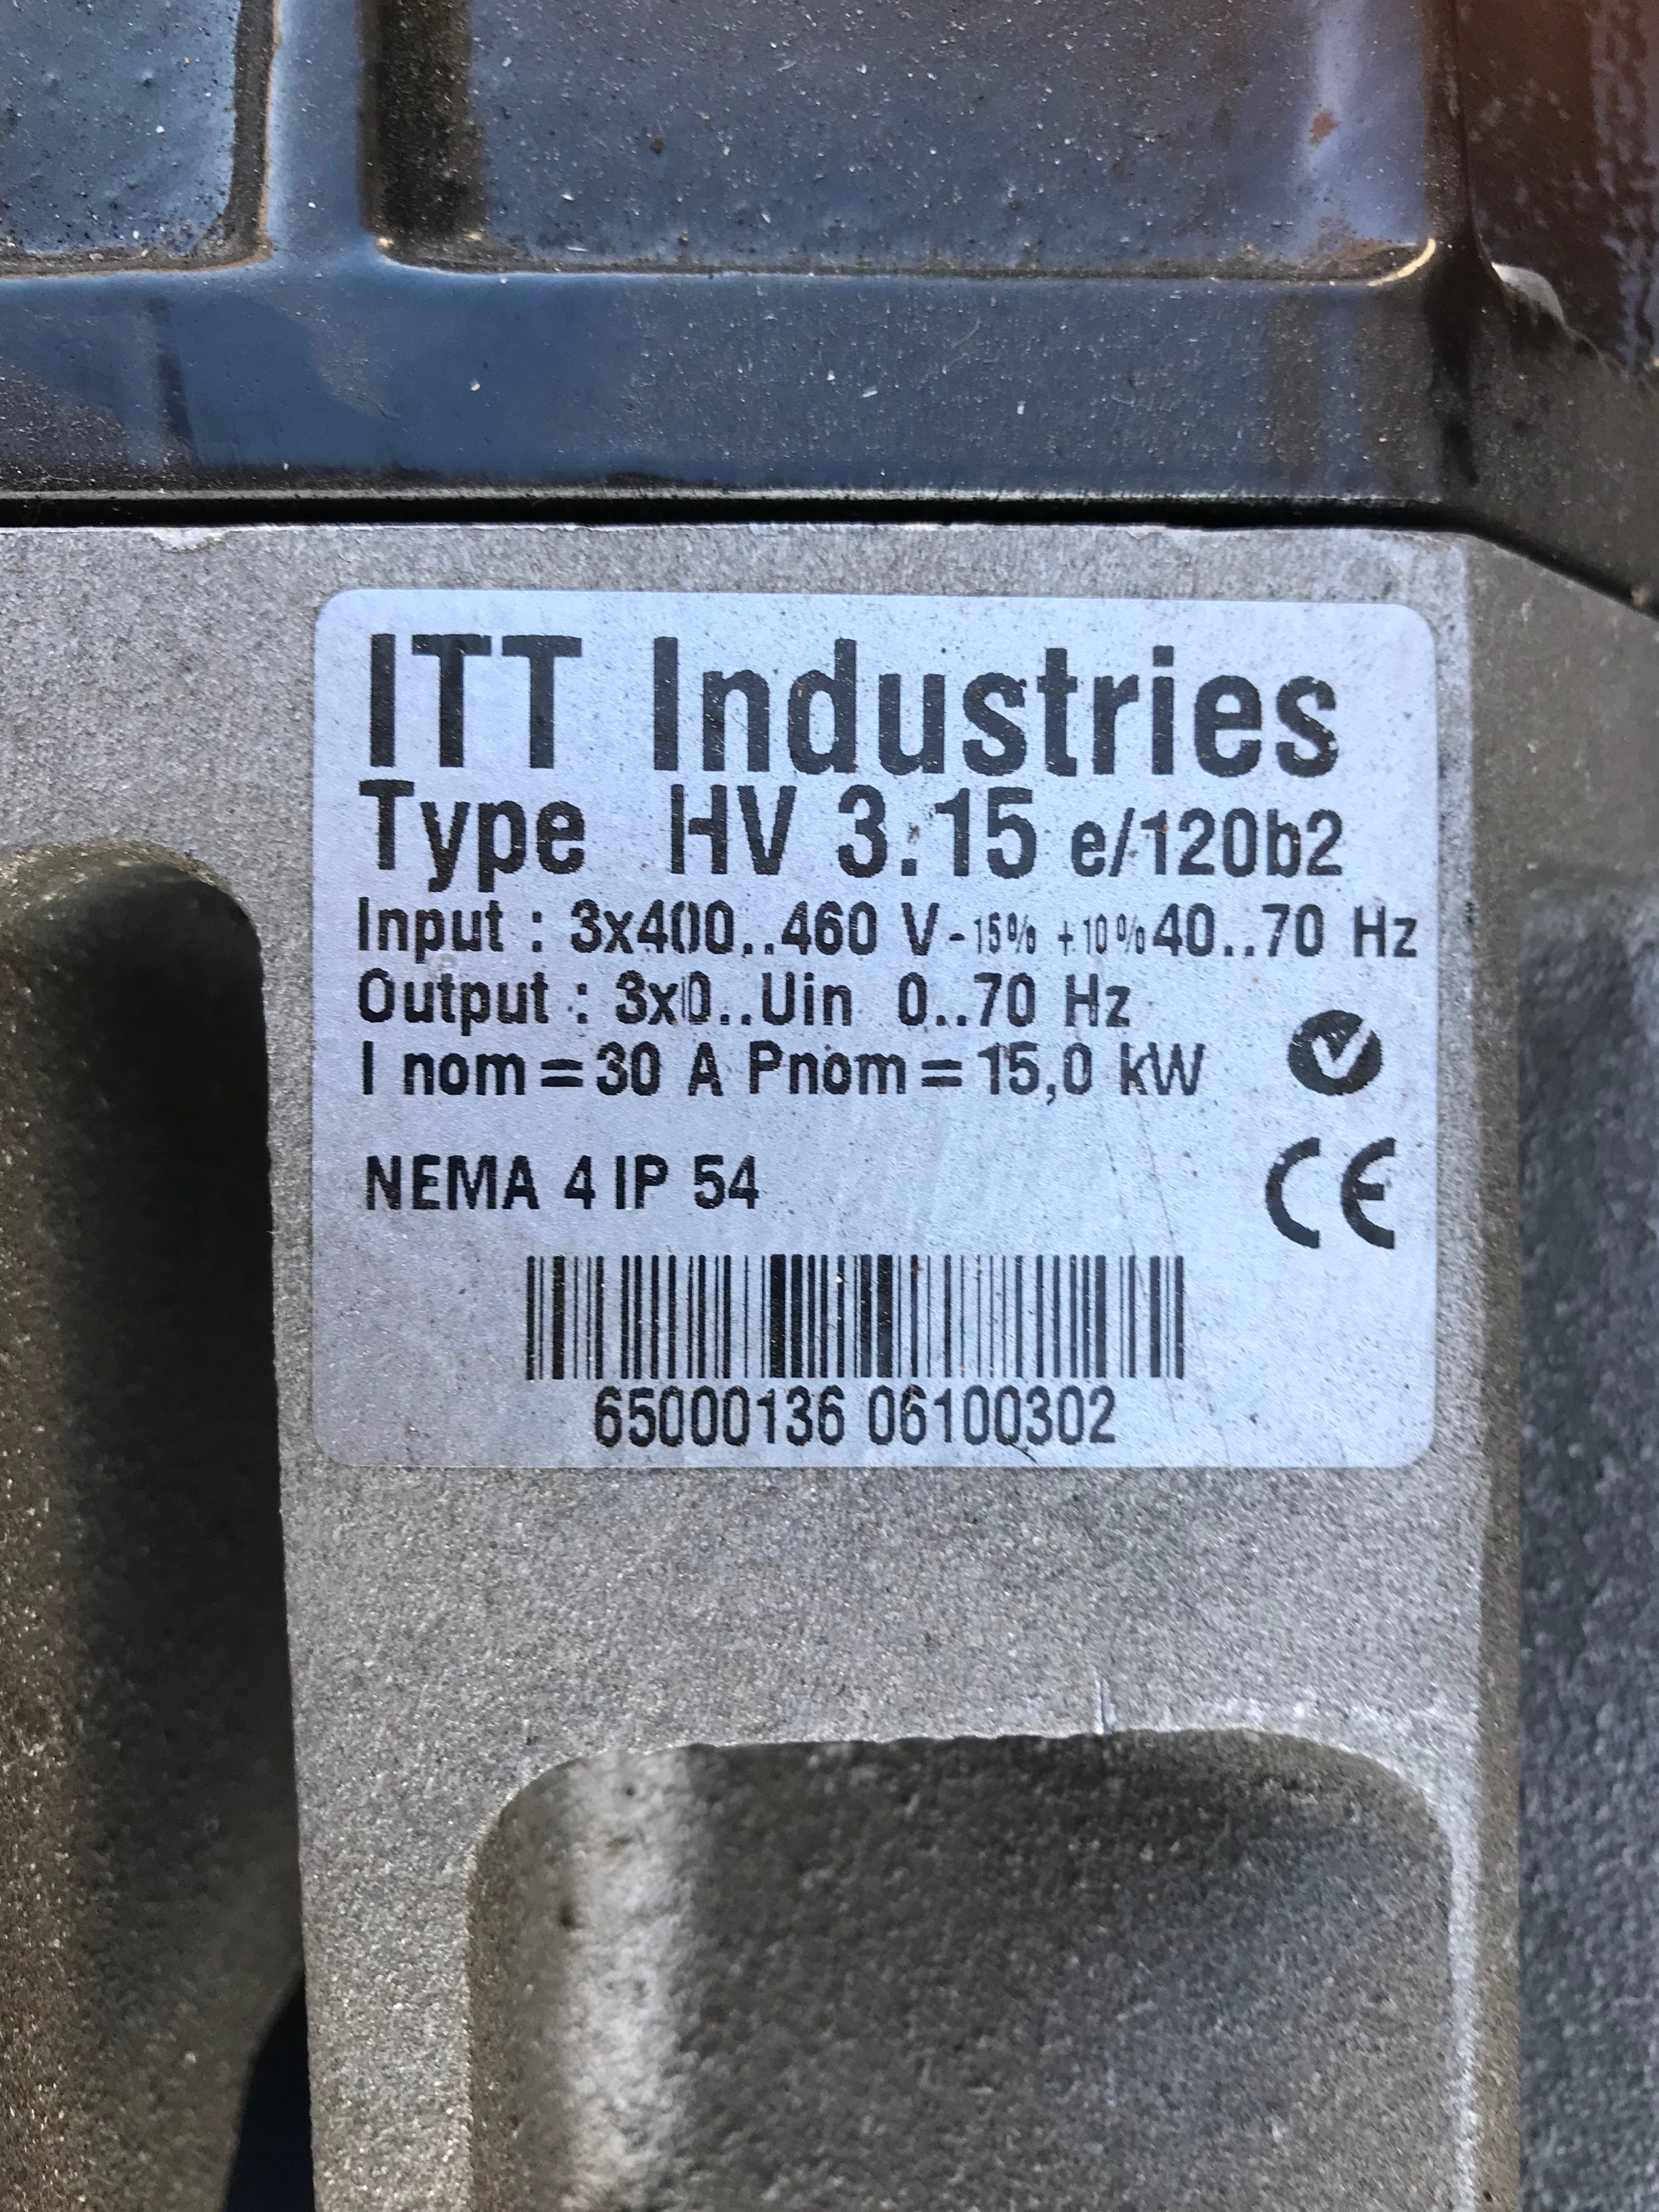 ITT Industries
Type HV 3.15 e/120b2
Input : 3x400..460 V -15% +10% 40..70 Hz
Output : 3x0..Uin 0..70 Hz
I nom = 30 A Pnom = 15,0 kW
NEMA 4 IP 54
CE
65000136 06100302